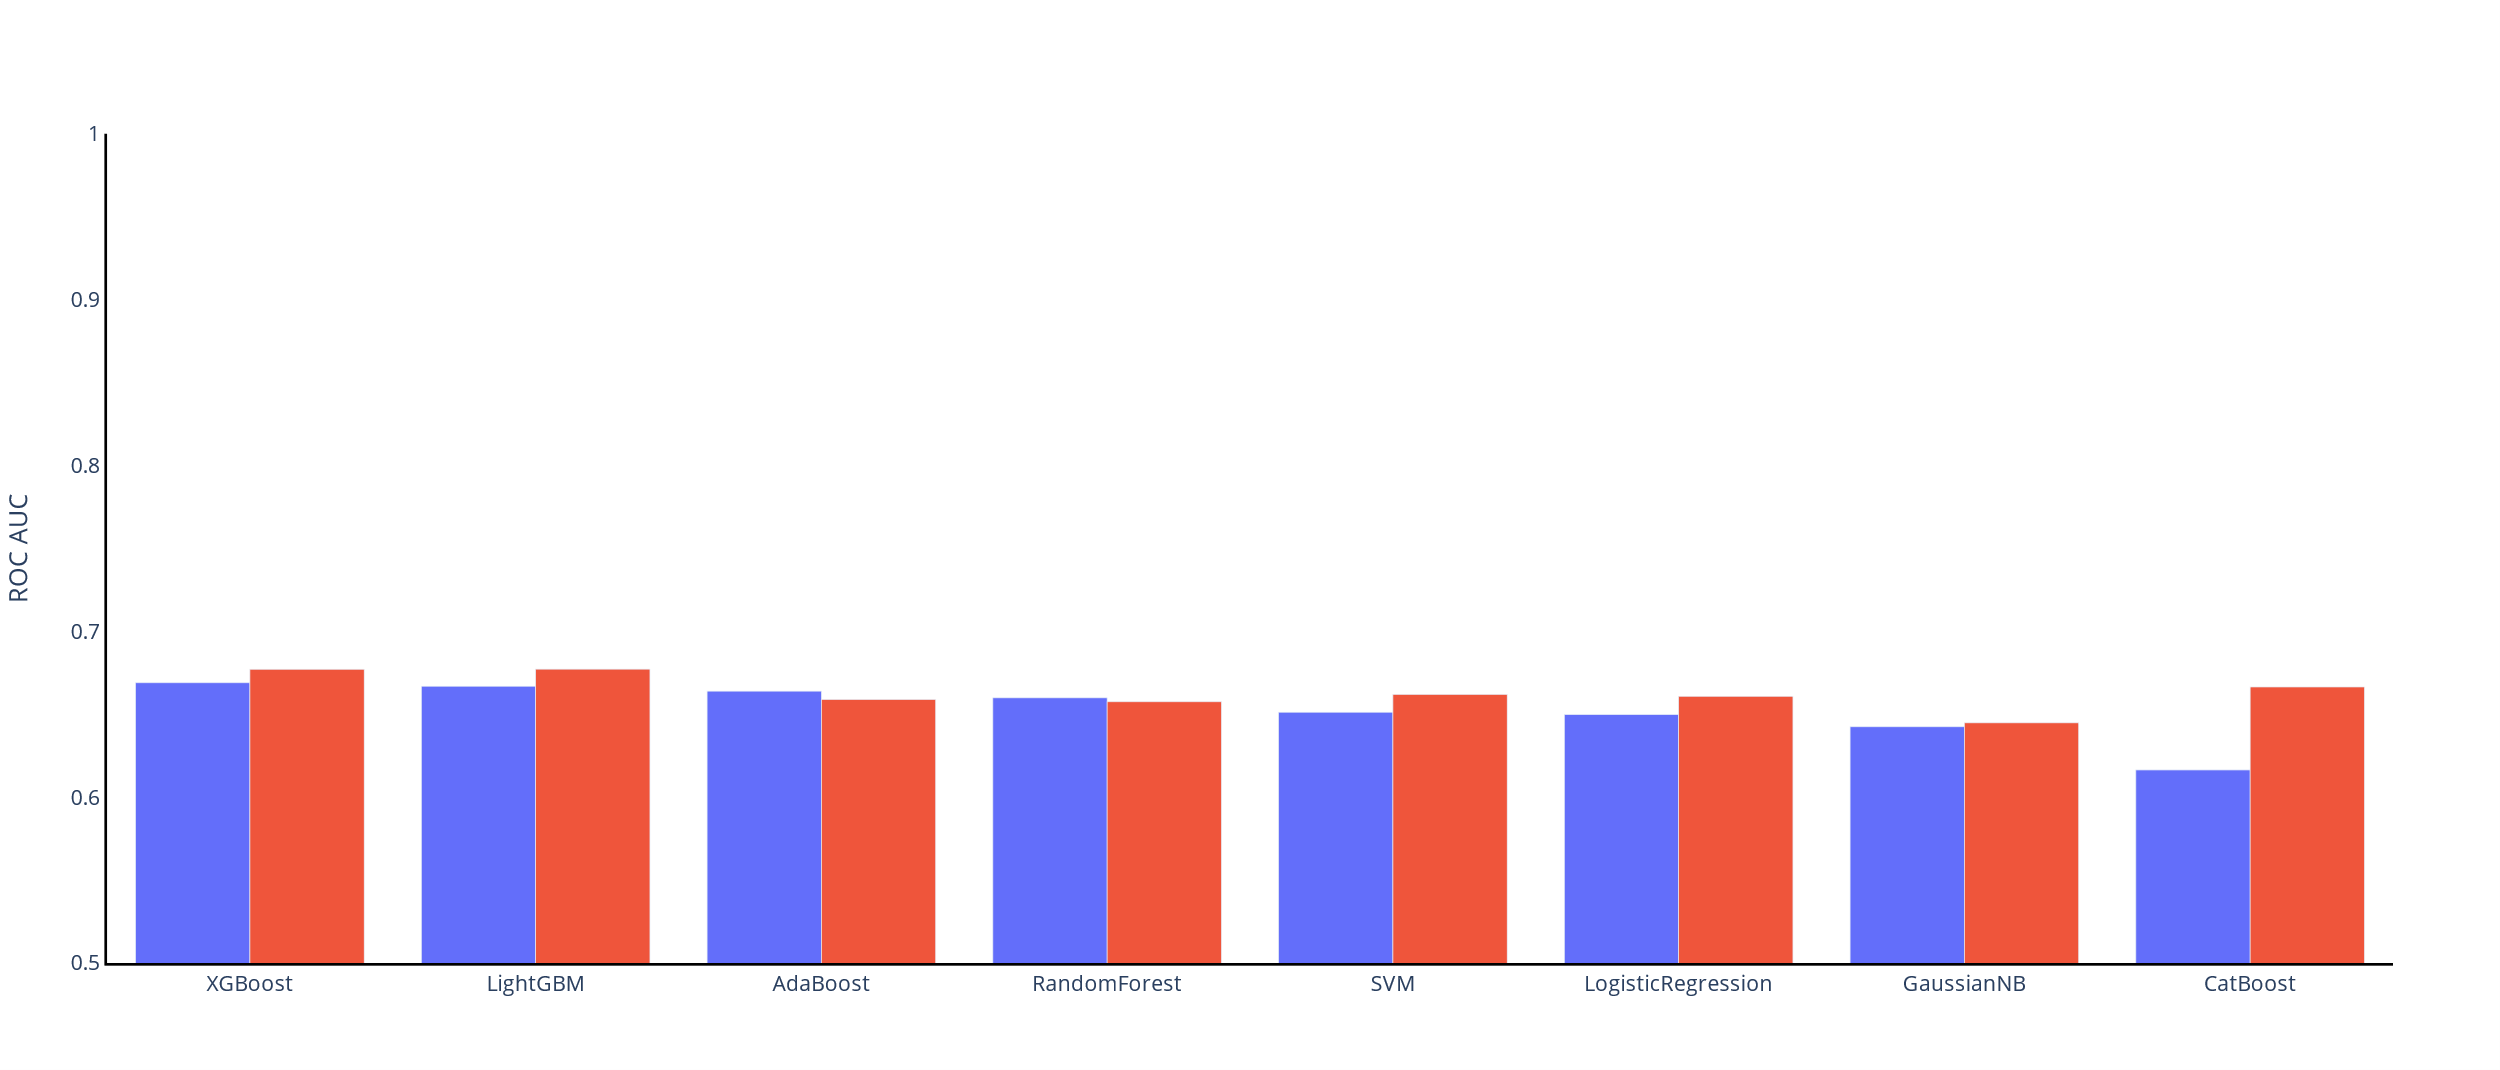 1
0.9
0.8
0.7
0.6
0.5
ROC AUC
XGBoost
LightGBM
AdaBoost
RandomForest
SVM
LogisticRegression
GaussianNB
CatBoost